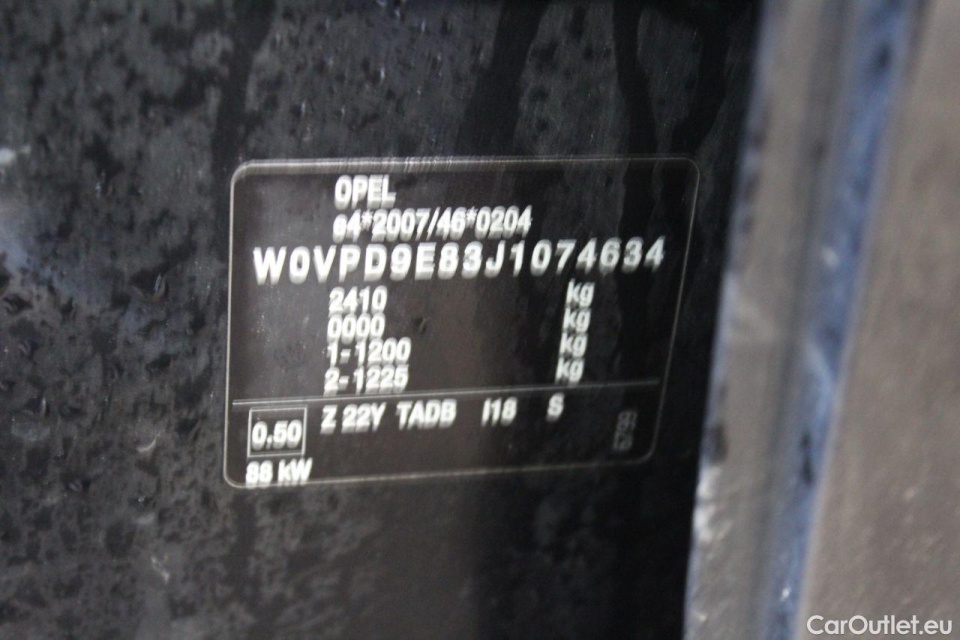 OPEL
e4*2007/46*0204
W0VPD9E83J1074634
2410 kg
0000 kg
1-1200 kg
2-1225 kg
0.50 Z 22Y TADB I18 S
88 kW
CarOutlet.eu